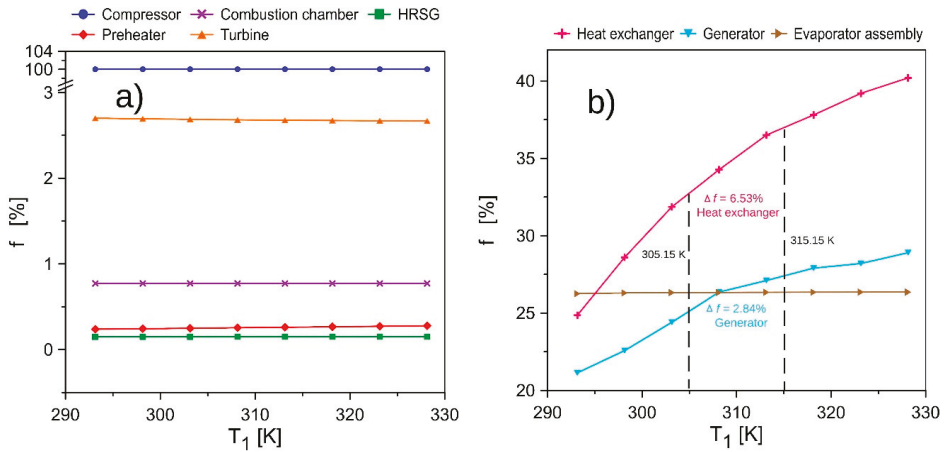 Compressor Combustion chamber HRSG
Preheater Turbine
104
100
3
2
1
0
f [%]
a)
290 300 310 320 330
T1 [K]
Heat exchanger Generator Evaporator assembly
40
35
30
25
20
f [%]
b)
Δ f = 6.53%
Heat exchanger
305.15 K
315.15 K
Δ f = 2.84%
Generator
290 300 310 320 330
T1 [K]